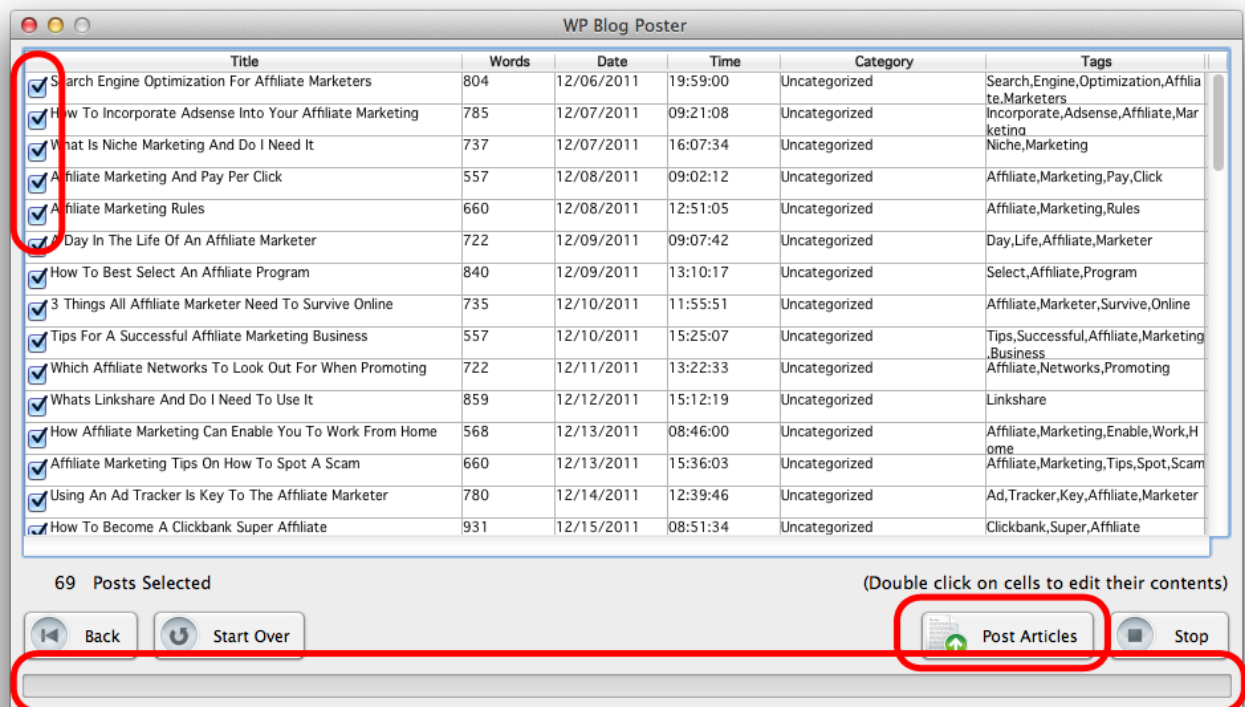 WP Blog Poster
Title Words Date Time Category Tags
Search Engine Optimization For Affiliate Marketers 804 12/06/2011 19:59:00 Uncategorized Search,Engine,Optimization,Affilia
te,Marketers
How To Incorporate Adsense Into Your Affiliate Marketing 785 12/07/2011 09:21:08 Uncategorized Incorporate,Adsense,Affiliate,Mar
keting
What Is Niche Marketing And Do I Need It 737 12/07/2011 16:07:34 Uncategorized Niche,Marketing
Affiliate Marketing And Pay Per Click 557 12/08/2011 09:02:12 Uncategorized Affiliate,Marketing,Pay,Click
Affiliate Marketing Rules 660 12/08/2011 12:51:05 Uncategorized Affiliate,Marketing,Rules
A Day In The Life Of An Affiliate Marketer 722 12/09/2011 09:07:42 Uncategorized Day,Life,Affiliate,Marketer
How To Best Select An Affiliate Program 840 12/09/2011 13:10:17 Uncategorized Select,Affiliate,Program
3 Things All Affiliate Marketer Need To Survive Online 735 12/10/2011 11:55:51 Uncategorized Affiliate,Marketer,Survive,Online
Tips For A Successful Affiliate Marketing Business 557 12/10/2011 15:25:07 Uncategorized Tips,Successful,Affiliate,Marketing
,Business
Which Affiliate Networks To Look Out For When Promoting 722 12/11/2011 13:22:33 Uncategorized Affiliate,Networks,Promoting
Whats Linkshare And Do I Need To Use It 859 12/12/2011 15:12:19 Uncategorized Linkshare
How Affiliate Marketing Can Enable You To Work From Home 568 12/13/2011 08:46:00 Uncategorized Affiliate,Marketing,Enable,Work,H
ome
Affiliate Marketing Tips On How To Spot A Scam 660 12/13/2011 15:36:03 Uncategorized Affiliate,Marketing,Tips,Spot,Scam
Using An Ad Tracker Is Key To The Affiliate Marketer 780 12/14/2011 12:39:46 Uncategorized Ad,Tracker,Key,Affiliate,Marketer
How To Become A Clickbank Super Affiliate 931 12/15/2011 08:51:34 Uncategorized Clickbank,Super,Affiliate
69 Posts Selected (Double click on cells to edit their contents)
Back Start Over Post Articles Stop